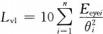 L_{vl} = 10 \sum_{i=1}^{n} \frac{E_{eyei}}{\theta_i^2}